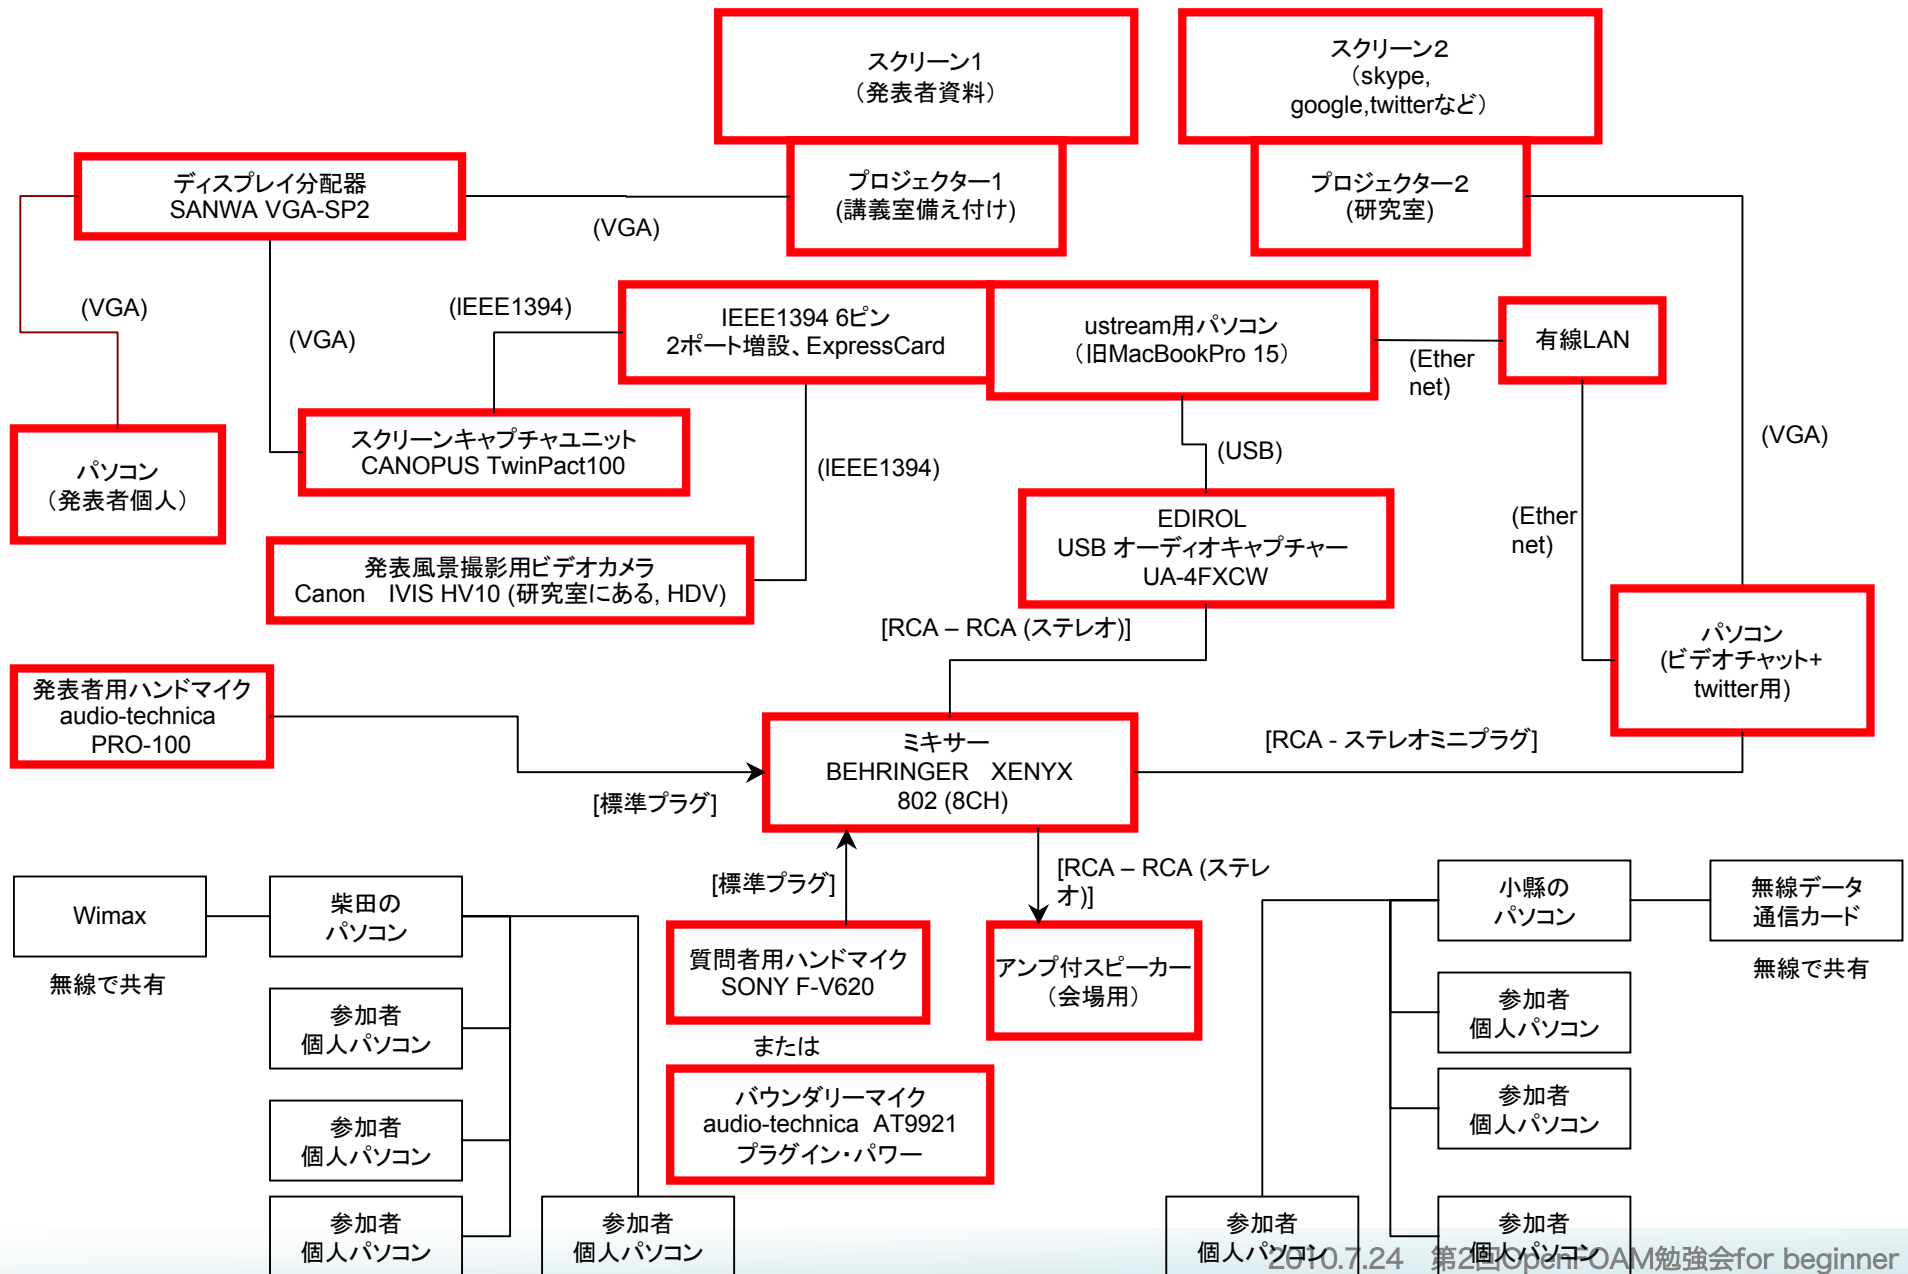 スクリーン1
（発表者資料）
スクリーン2
（skype,
google,twitterなど）
ディスプレイ分配器
SANWA VGA-SP2
プロジェクター1
(講義室備え付け)
プロジェクター2
(研究室)
(VGA)
(VGA)
(VGA)
(IEEE1394)
IEEE1394 6ピン
2ポート増設、ExpressCard
ustream用パソコン
（旧MacBookPro 15）
(Ether
net)
有線LAN
パソコン
（発表者個人）
スクリーンキャプチャユニット
CANOPUS TwinPact100
(IEEE1394)
(USB)
(VGA)
EDIROL
USB オーディオキャプチャー
UA-4FXCW
(Ether
net)
発表風景撮影用ビデオカメラ
Canon　IVIS HV10 (研究室にある, HDV)
[RCA – RCA (ステレオ)]
パソコン
(ビデオチャット+
twitter用)
発表者用ハンドマイク
audio-technica
PRO-100
[標準プラグ]
ミキサー
BEHRINGER　XENYX
802 (8CH)
[RCA - ステレオミニプラグ]
[標準プラグ]
[RCA – RCA (ステレ
オ)]
Wimax
無線で共有
柴田の
パソコン
質問者用ハンドマイク
SONY F-V620
または
バウンダリーマイク
audio-technica AT9921
プラグイン・パワー
アンプ付スピーカー
（会場用）
小縣の
パソコン
無線データ
通信カード
無線で共有
参加者
個人パソコン
参加者
個人パソコン
参加者
個人パソコン
参加者
個人パソコン
参加者
個人パソコン
参加者
個人パソコン
参加者
個人パソコン
参加者
個人パソコン
2010.7.24　第2回OpenFOAM勉強会for beginner